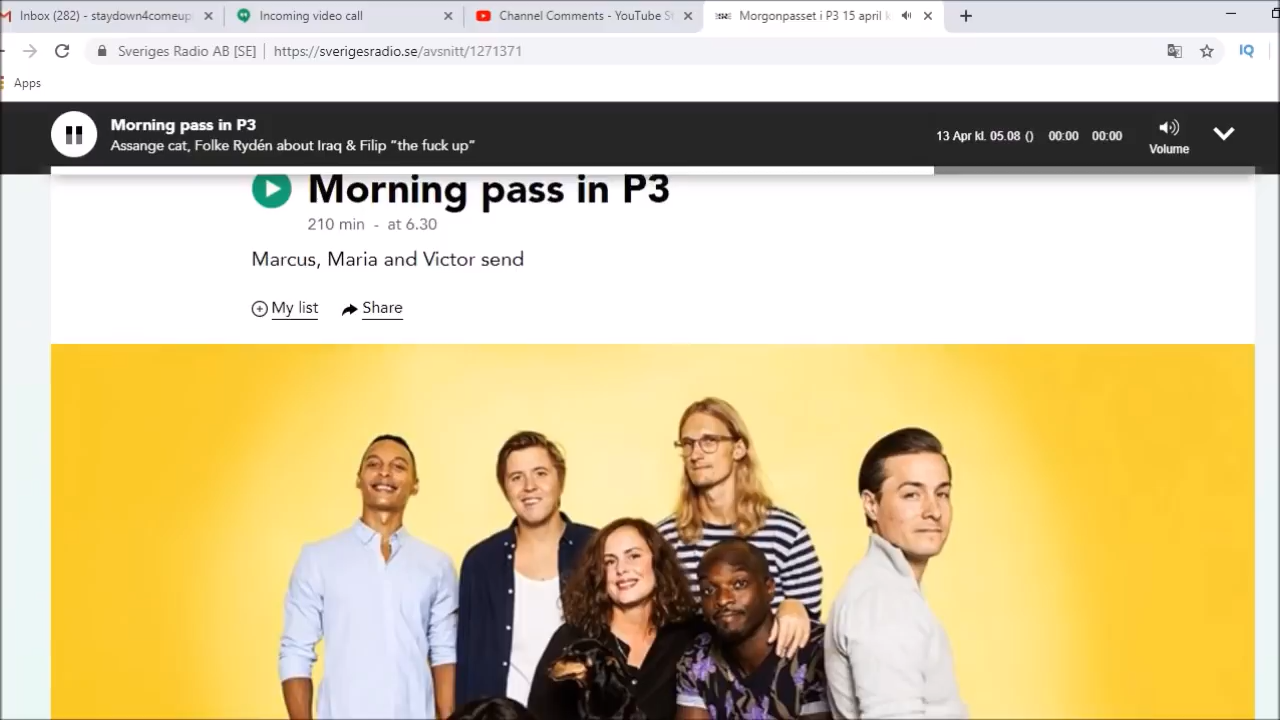 Inbox (282) - staydown4comeup
Incoming video call
Channel Comments - YouTube S
Morgonpasset i P3 15 april k
Sveriges Radio AB [SE] | https://sverigesradio.se/avsnitt/1271371
IQ
Apps
Morning pass in P3
Assange cat, Folke Rydén about Iraq & Filip "the fuck up"
13 Apr kl. 05.08 () 00:00 00:00
Volume
Morning pass in P3
210 min - at 6.30
Marcus, Maria and Victor send
My list Share